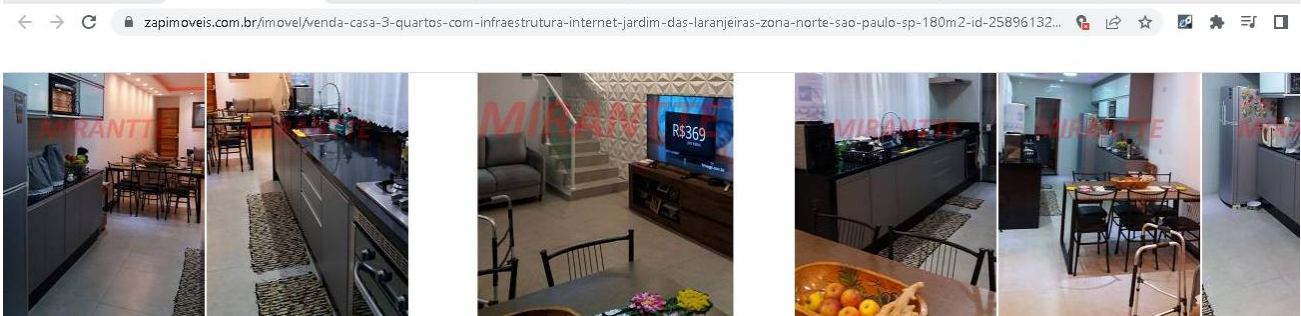 zapimoveis.com.br/imovel/venda-casa-3-quartos-com-infraestrutura-internet-jardim-das-laranjeiras-zona-norte-sao-paulo-sp-180m2-id-25896132...
MIRANTTE
MIRANTTE
MIRANTTE
MIRANTTE
MIRANTTE
R$369